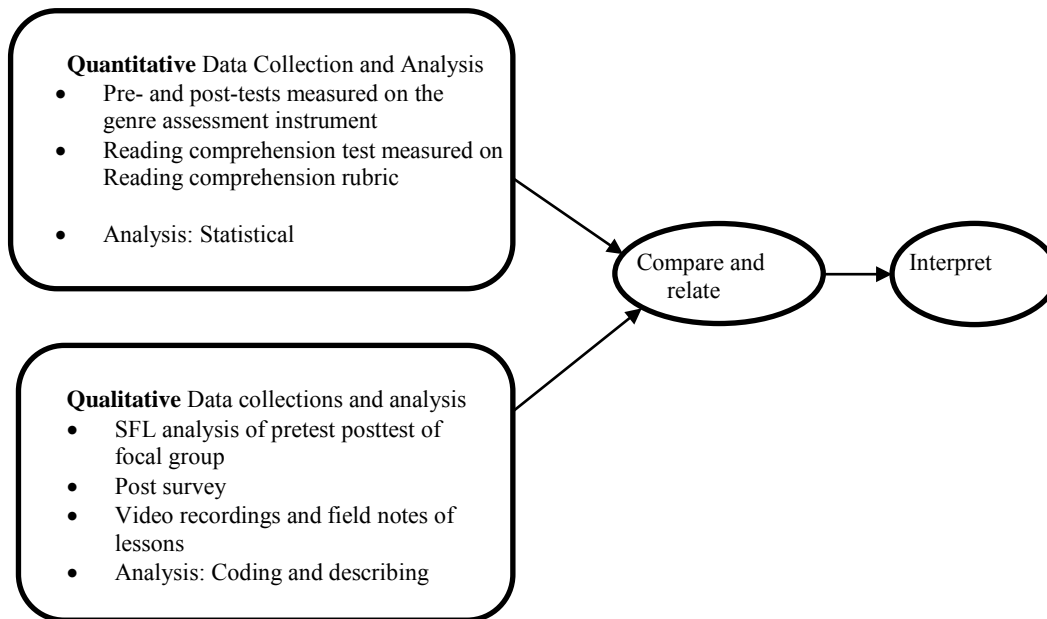 Quantitative Data Collection and Analysis
• Pre- and post-tests measured on the
genre assessment instrument
• Reading comprehension test measured on
Reading comprehension rubric
• Analysis: Statistical
Compare and
relate
Interpret
Qualitative Data collections and analysis
• SFL analysis of pretest posttest of
focal group
• Post survey
• Video recordings and field notes of
lessons
• Analysis: Coding and describing